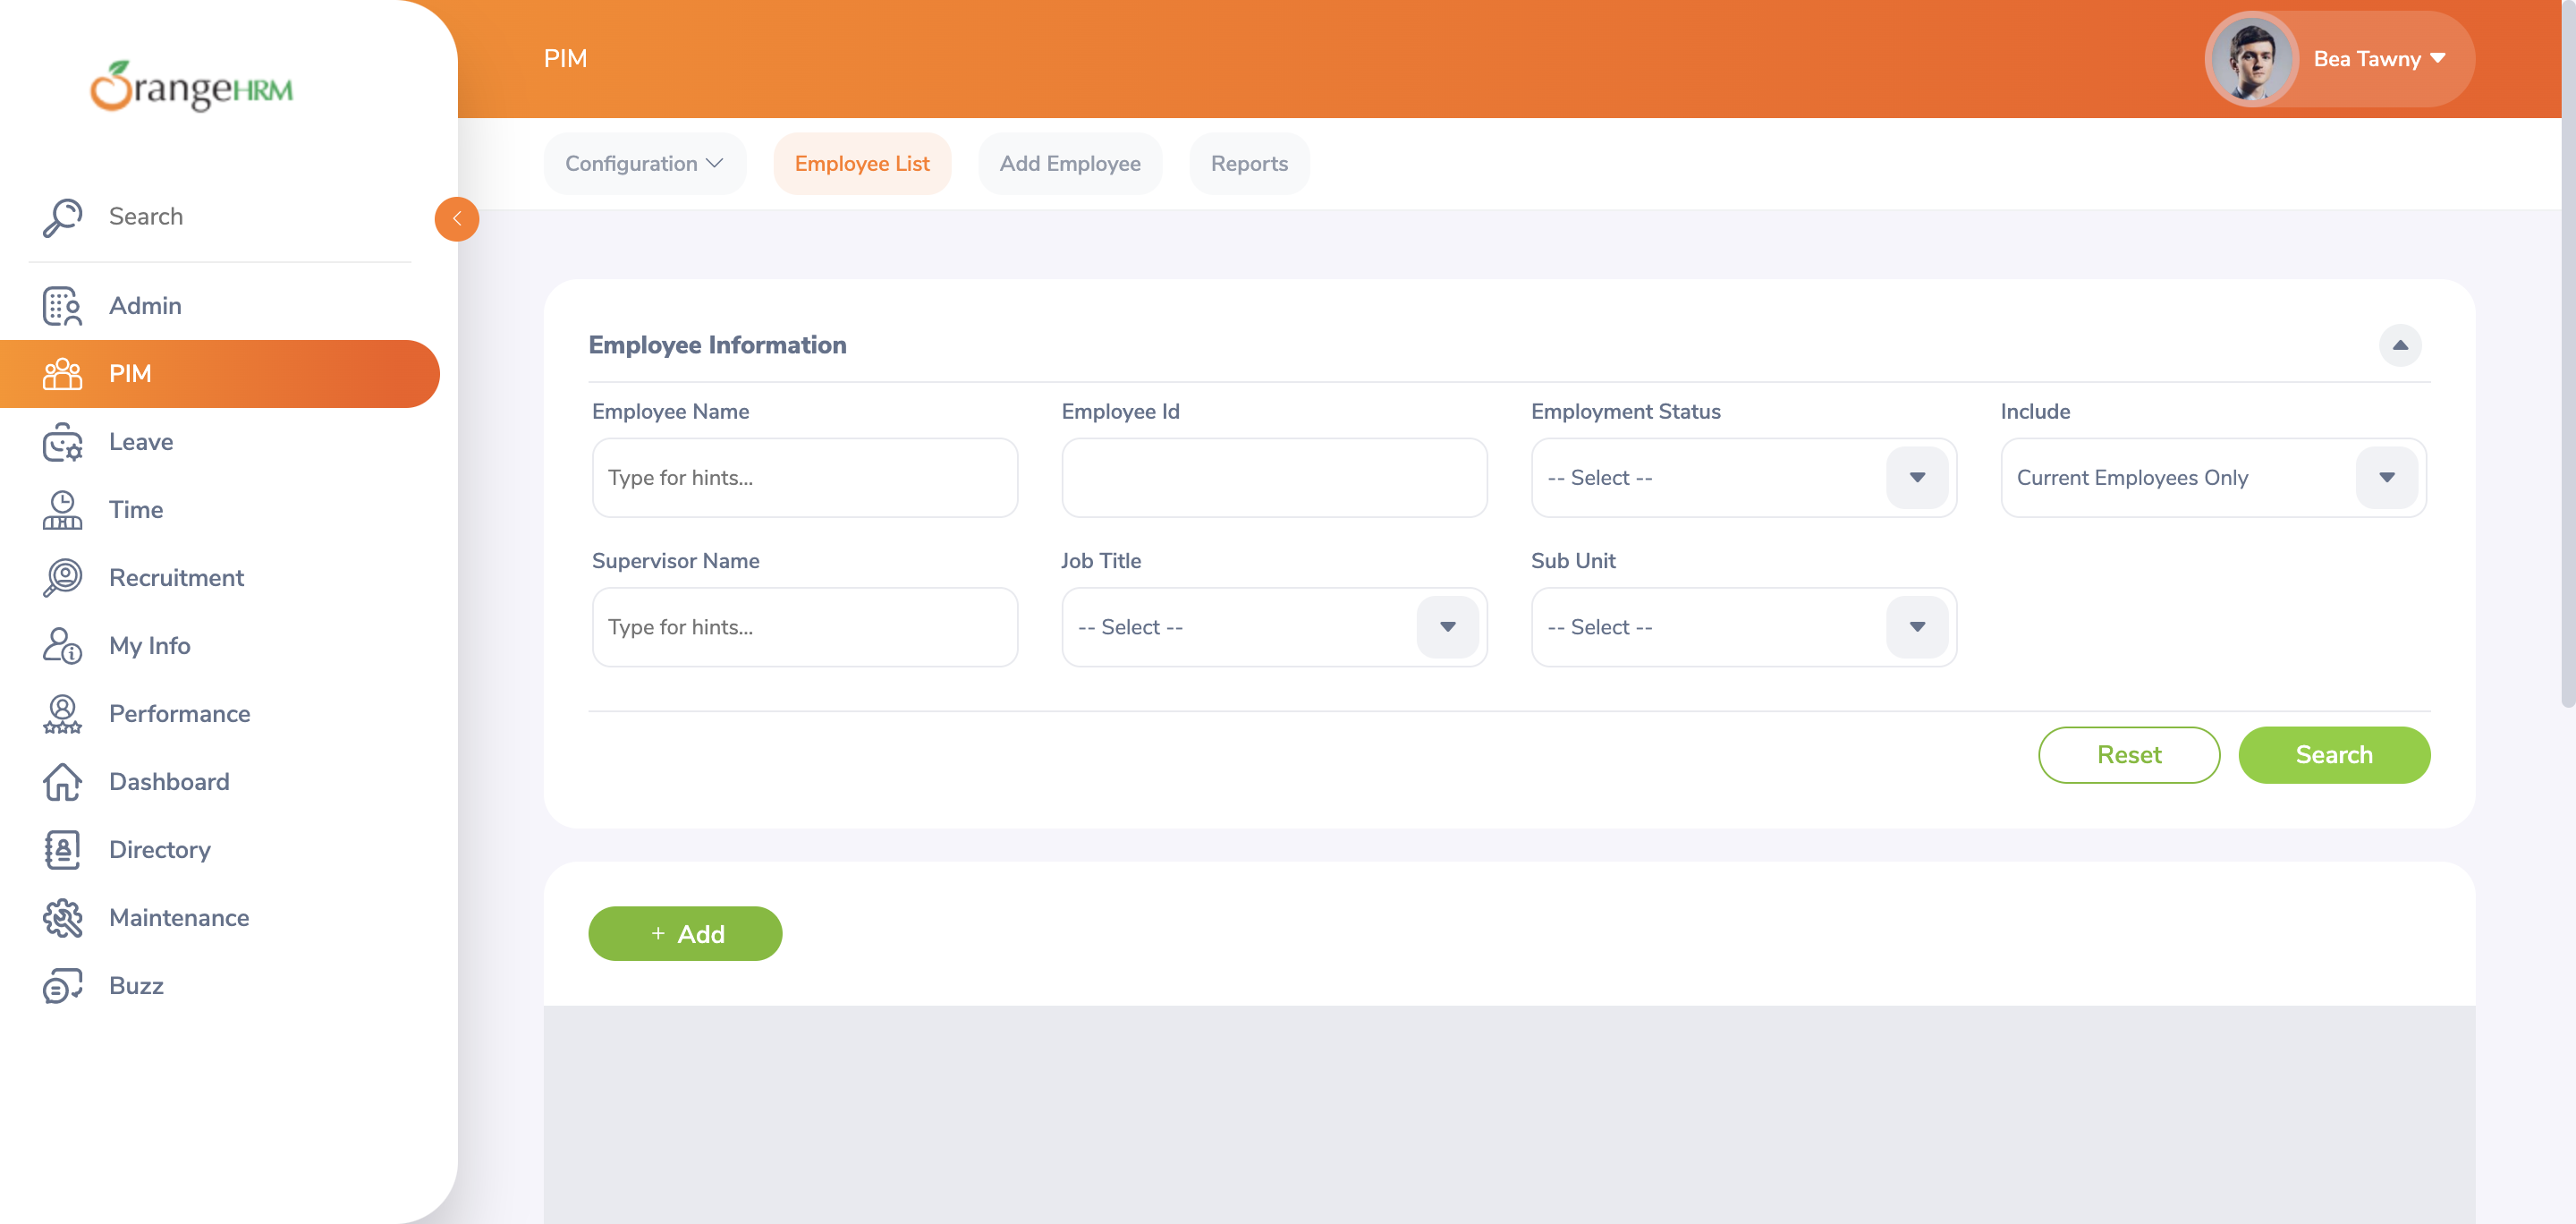 OrangeHRM
PIM
Bea Tawny
Configuration
Employee List
Add Employee
Reports
Search
Admin
PIM
Leave
Time
Recruitment
My Info
Performance
Dashboard
Directory
Maintenance
Buzz
Employee Information
Employee Name
Employee Id
Employment Status
Include
Type for hints...
-- Select --
Current Employees Only
Supervisor Name
Job Title
Sub Unit
Type for hints...
-- Select --
-- Select --
Reset
Search
+ Add